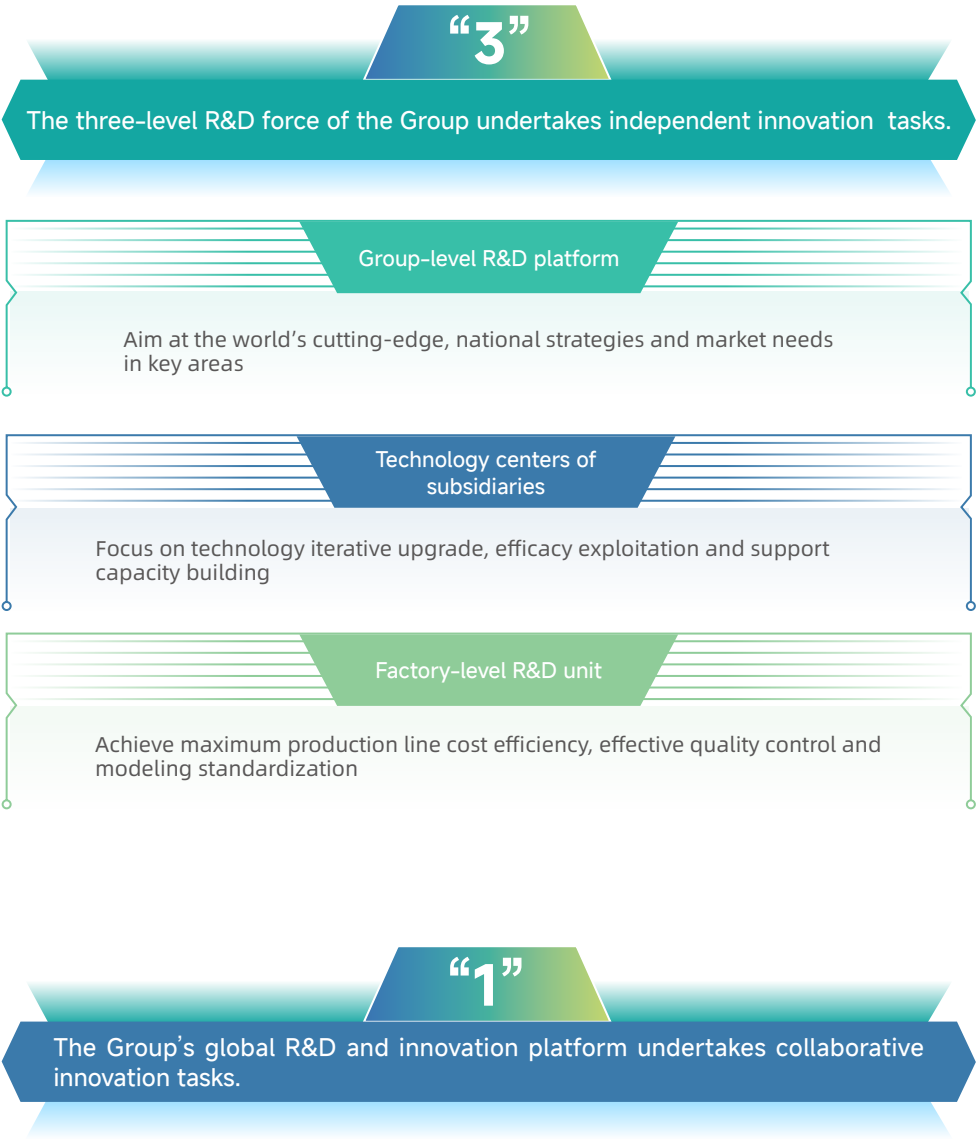 “3”
The three-level R&D force of the Group undertakes independent innovation tasks.
Group-level R&D platform
Aim at the world’s cutting-edge, national strategies and market needs
in key areas
Technology centers of
subsidiaries
Focus on technology iterative upgrade, efficacy exploitation and support
capacity building
Factory-level R&D unit
Achieve maximum production line cost efficiency, effective quality control and
modeling standardization
“1”
The Group’s global R&D and innovation platform undertakes collaborative
innovation tasks.